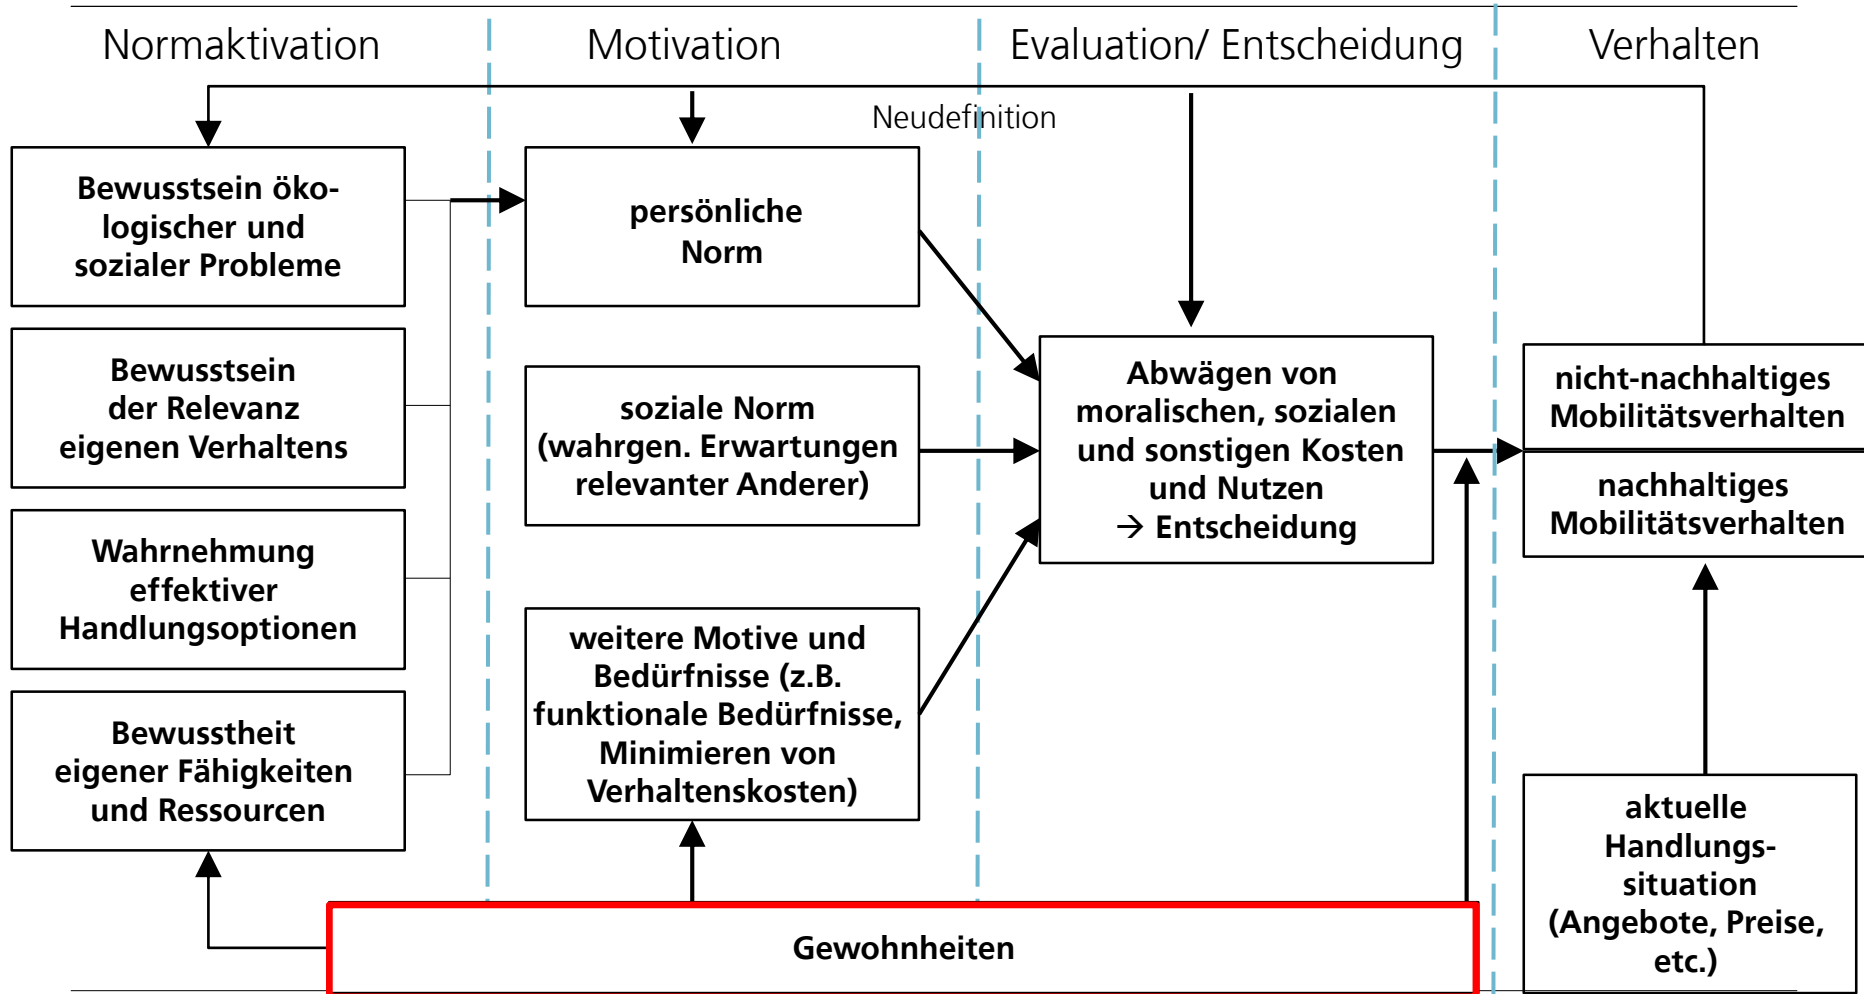 Normaktivation
Motivation
Evaluation/ Entscheidung
Verhalten
Neudefinition
Bewusstsein öko-
logischer und
sozialer Probleme
Bewusstsein
der Relevanz
eigenen Verhaltens
Wahrnehmung
effektiver
Handlungsoptionen
Bewusstheit
eigener Fähigkeiten
und Ressourcen
persönliche
Norm
soziale Norm
(wahrgen. Erwartungen
relevanter Anderer)
weitere Motive und
Bedürfnisse (z.B.
funktionale Bedürfnisse,
Minimieren von
Verhaltenskosten)
Abwägen von
moralischen, sozialen
und sonstigen Kosten
und Nutzen
→ Entscheidung
nicht-nachhaltiges
Mobilitätsverhalten
nachhaltiges
Mobilitätsverhalten
aktuelle
Handlungs-
situation
(Angebote, Preise,
etc.)
Gewohnheiten